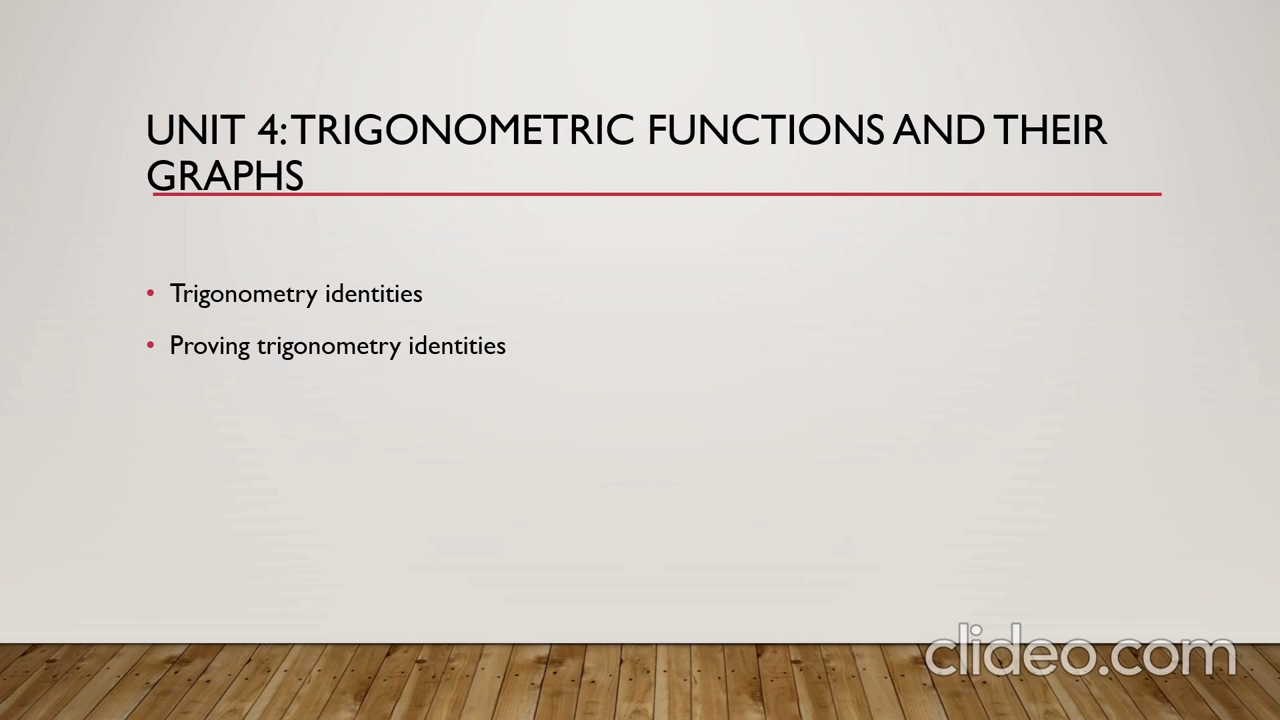 UNIT 4: TRIGONOMETRIC FUNCTIONS AND THEIR
GRAPHS
• Trigonometry identities
• Proving trigonometry identities
clideo.com